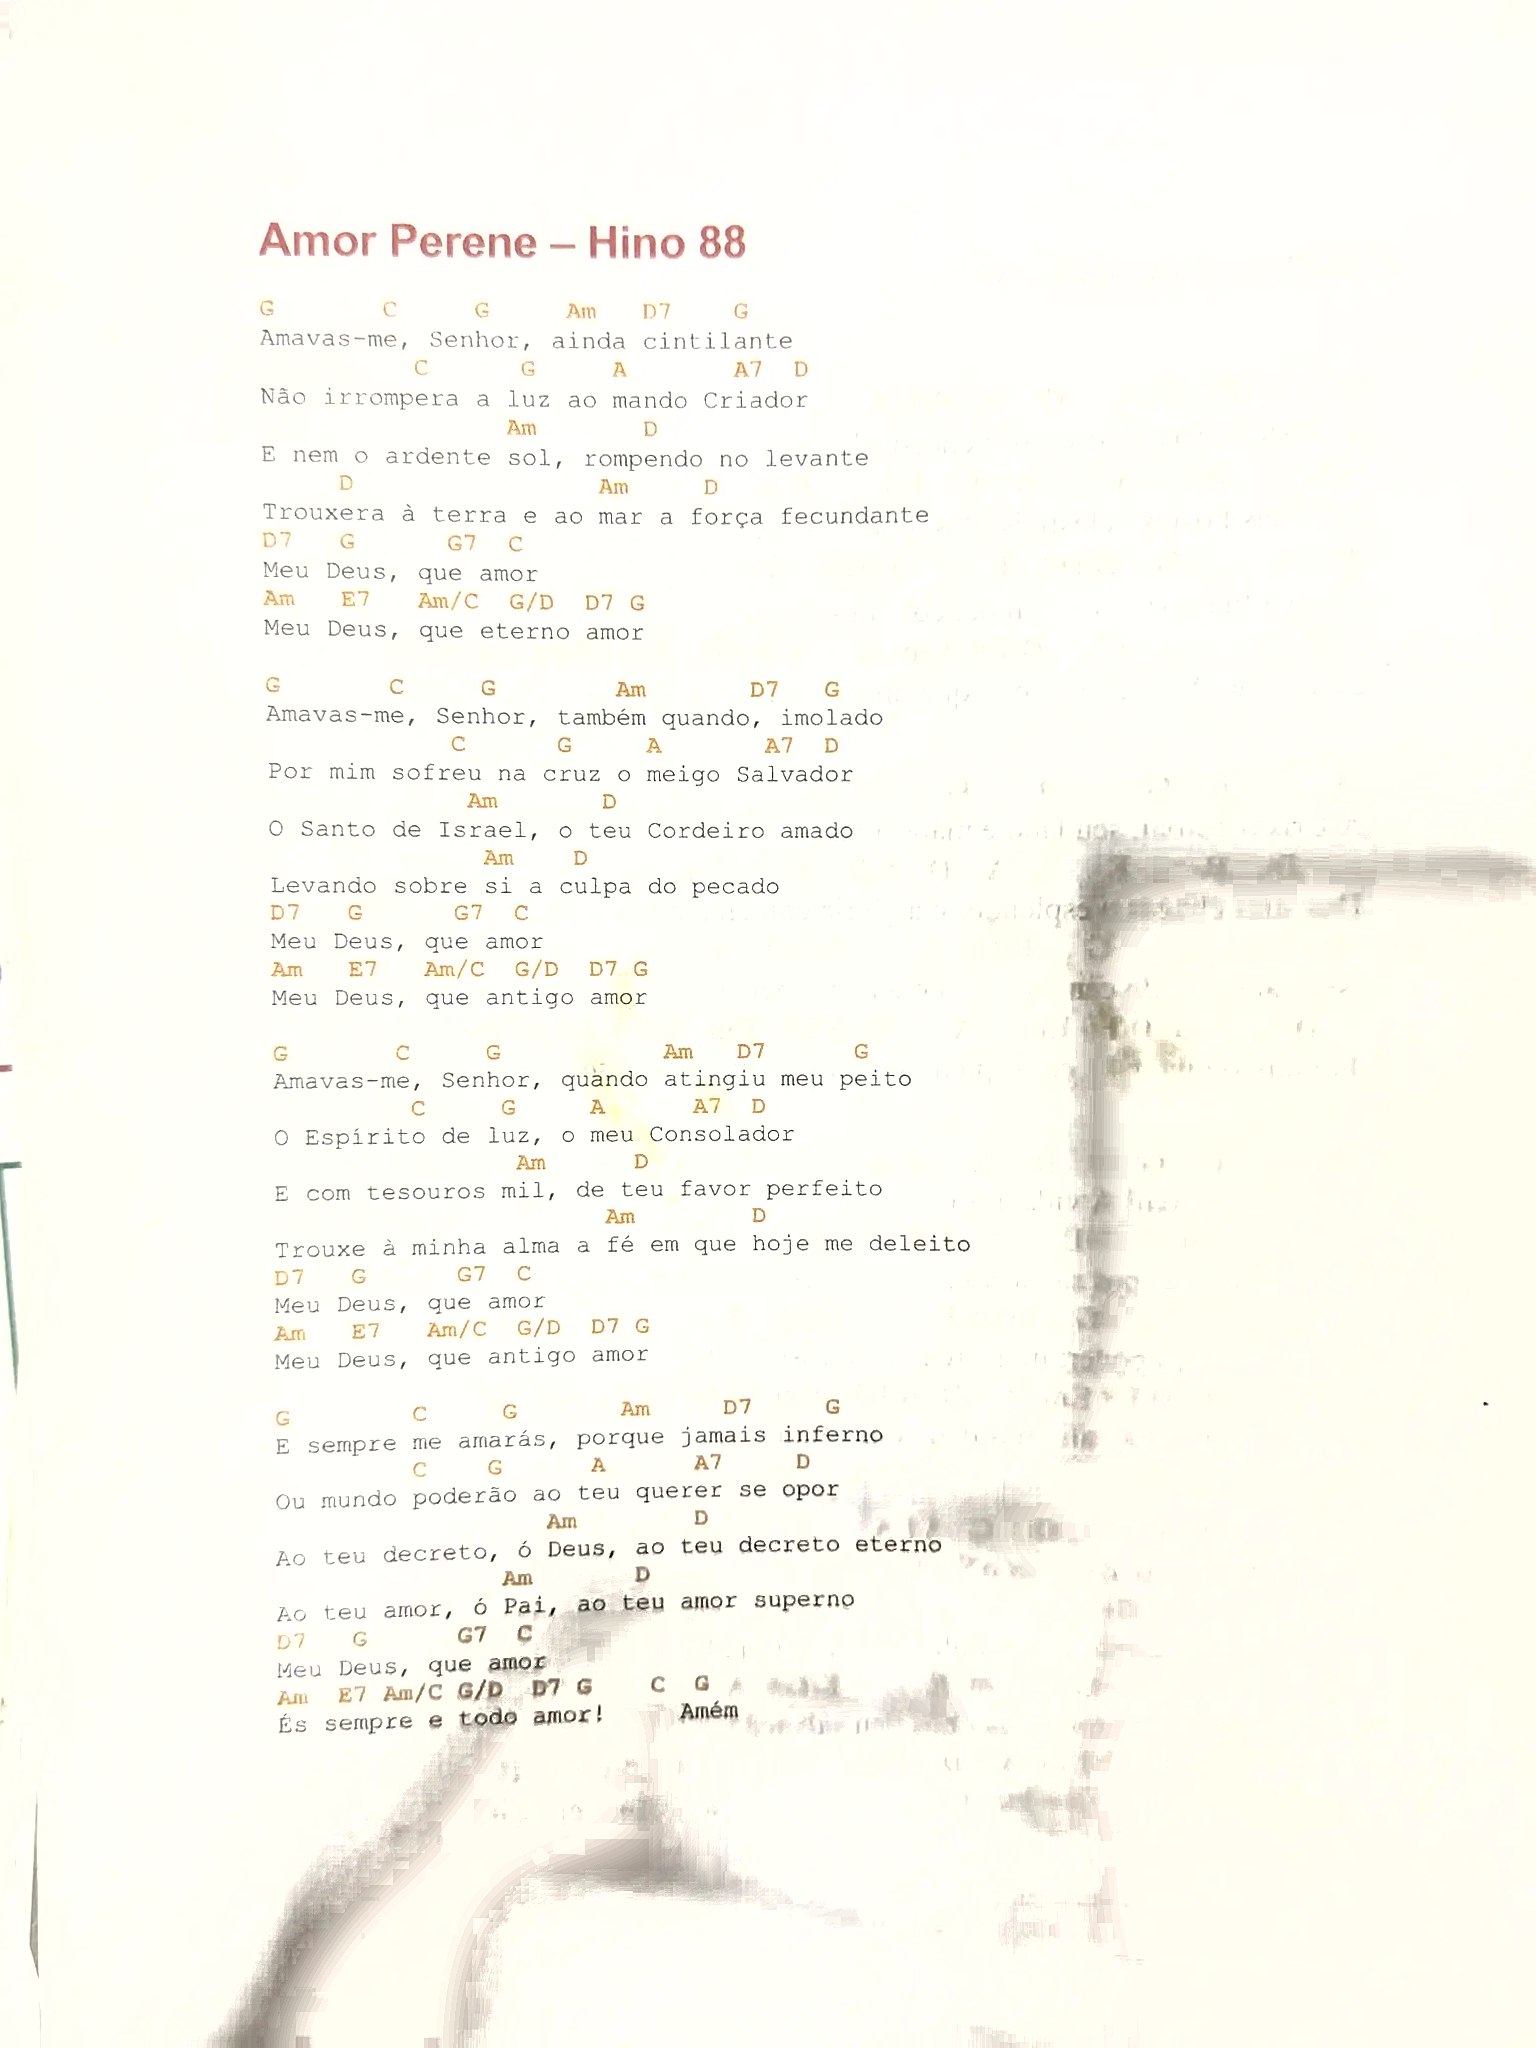 Amor Perene – Hino 88
G C G Am D7 G
Amavas-me, Senhor, ainda cintilante
C G A A7 D
Não irrompera a luz ao mando Criador
Am D
E nem o ardente sol, rompendo no levante
D Am D
Trouxera à terra e ao mar a força fecundante
D7 G G7 C
Meu Deus, que amor
Am E7 Am/C G/D D7 G
Meu Deus, que eterno amor
G C G Am D7 G
Amavas-me, Senhor, também quando, imolado
C G A A7 D
Por mim sofreu na cruz o meigo Salvador
Am D
O Santo de Israel, o teu Cordeiro amado
Am D
Levando sobre si a culpa do pecado
D7 G G7 C
Meu Deus, que amor
Am E7 Am/C G/D D7 G
Meu Deus, que antigo amor
G C G Am D7 G
Amavas-me, Senhor, quando atingiu meu peito
C G A A7 D
O Espírito de luz, o meu Consolador
Am D
E com tesouros mil, de teu favor perfeito
Am D
Trouxe à minha alma a fé em que hoje me deleito
D7 G G7 C
Meu Deus, que amor
Am E7 Am/C G/D D7 G
Meu Deus, que antigo amor
G C G Am D7 G
E sempre me amarás, porque jamais inferno
C G A A7 D
Ou mundo poderão ao teu querer se opor
Am D
Ao teu decreto, ó Deus, ao teu decreto eterno
Am D
Ao teu amor, ó Pai, ao teu amor superno
D7 G G7 C
Meu Deus, que amor
Am E7 Am/C G/D D7 G C G
És sempre e todo amor! Amém